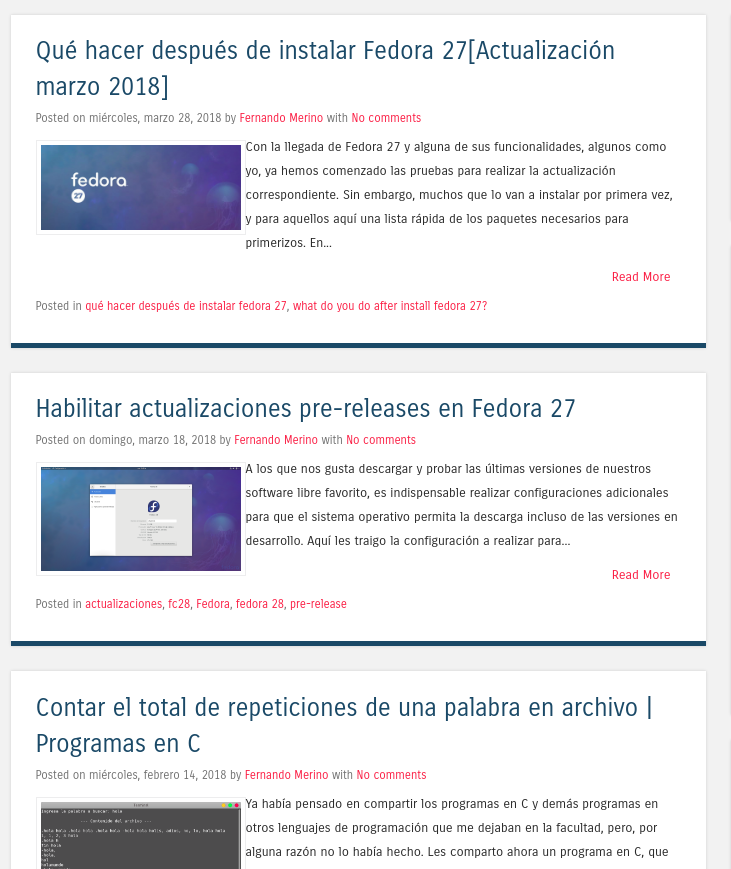 Qué hacer después de instalar Fedora 27[Actualización
marzo 2018]
Posted on miércoles, marzo 28, 2018 by Fernando Merino with No comments
fedora
27
Con la llegada de Fedora 27 y alguna de sus funcionalidades, algunos como
yo, ya hemos comenzado las pruebas para realizar la actualización
correspondiente. Sin embargo, muchos que lo van a instalar por primera vez,
y para aquellos aquí una lista rápida de los paquetes necesarios para
primerizos. En...
Read More
Posted in qué hacer después de instalar fedora 27, what do you do after install fedora 27?
Habilitar actualizaciones pre-releases en Fedora 27
Posted on domingo, marzo 18, 2018 by Fernando Merino with No comments
A los que nos gusta descargar y probar las últimas versiones de nuestros
software libre favorito, es indispensable realizar configuraciones adicionales
para que el sistema operativo permita la descarga incluso de las versiones en
desarrollo. Aquí les traigo la configuración a realizar para...
Read More
Posted in actualizaciones, fc28, Fedora, fedora 28, pre-release
Contar el total de repeticiones de una palabra en archivo |
Programas en C
Posted on miércoles, febrero 14, 2018 by Fernando Merino with No comments
Ingrese la palabra a buscar: hola
--- Contenido del archivo ---
Ya había pensado en compartir los programas en C y demás programas en
otros lenguajes de programación que me dejaban en la facultad, pero, por
alguna razón no lo había hecho. Les comparto ahora un programa en C, que